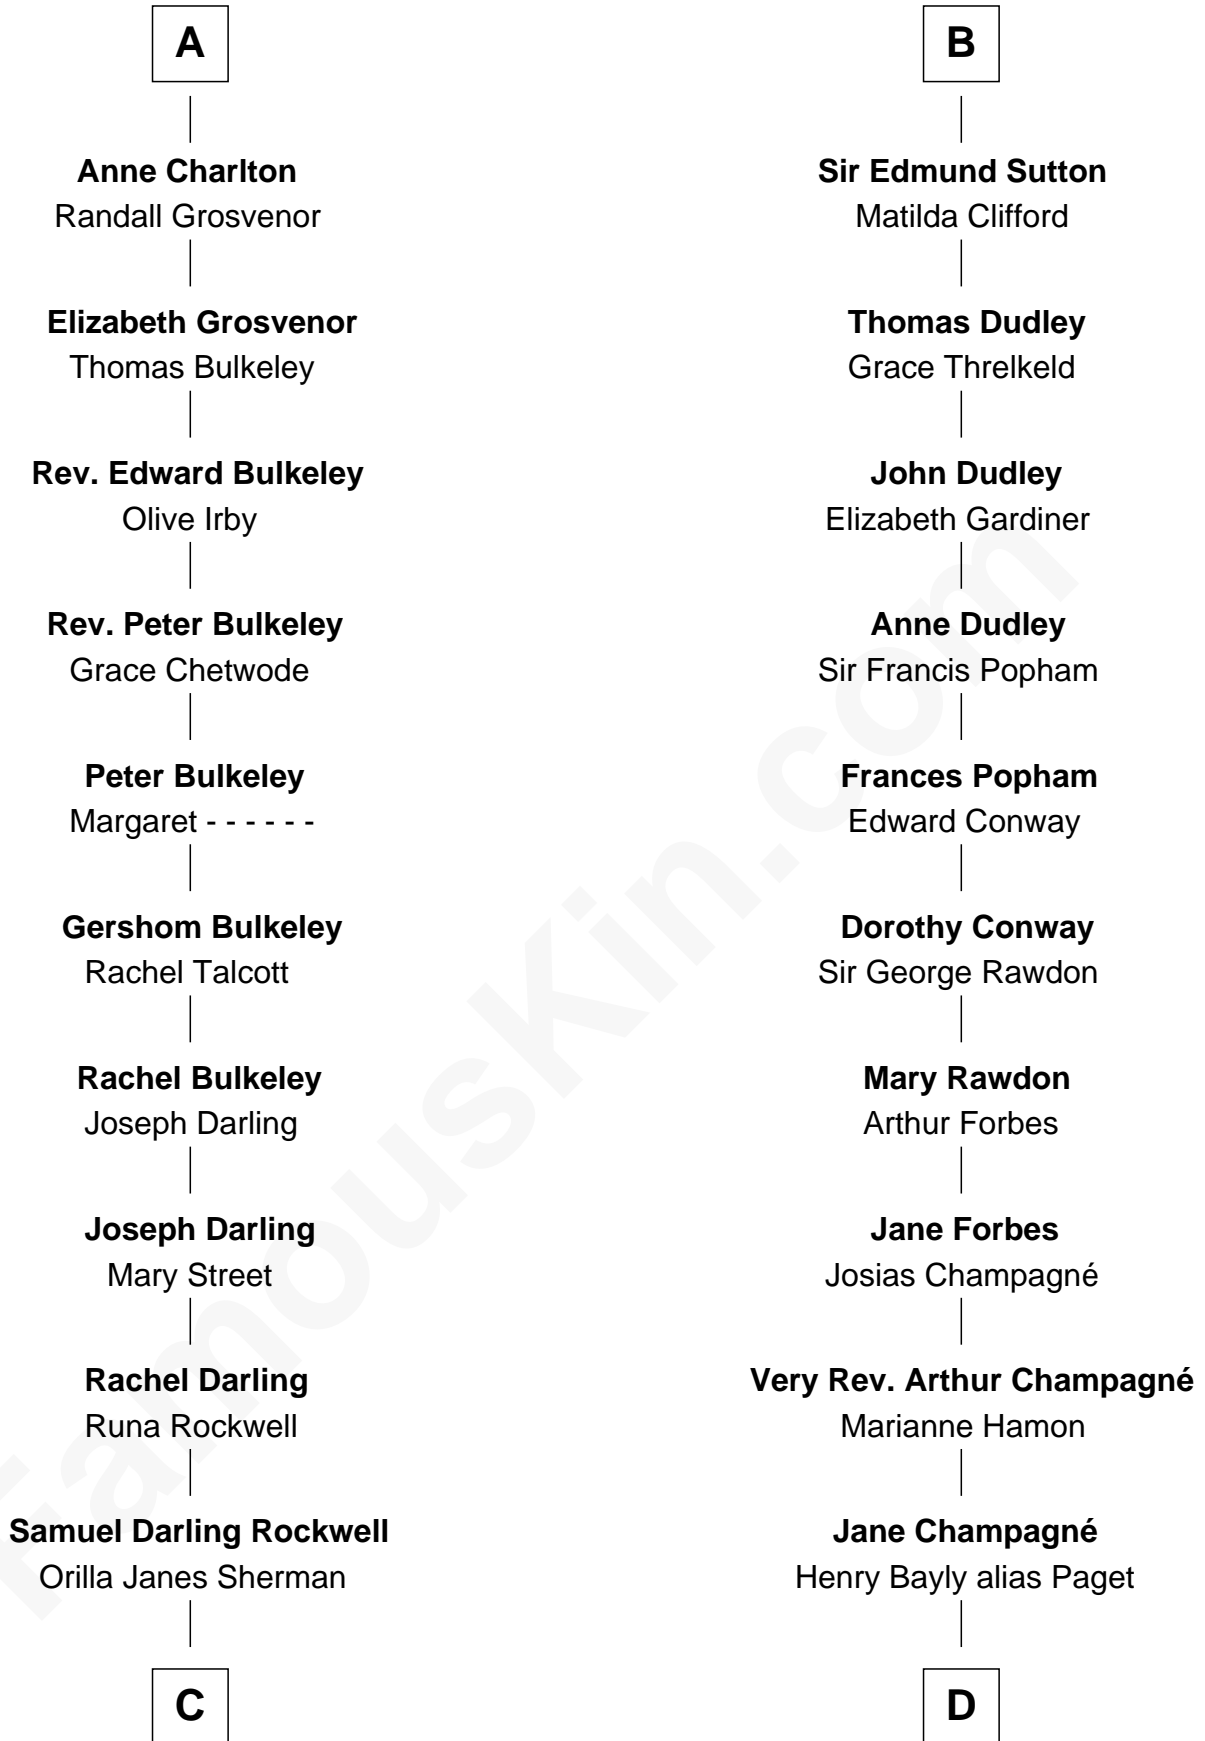 A
Anne Charlton
Randall Grosvenor
Elizabeth Grosvenor
Thomas Bulkeley
Rev. Edward Bulkeley
Olive Irby
Rev. Peter Bulkeley
Grace Chetwode
Peter Bulkeley
Margaret - - - - - -
Gershom Bulkeley
Rachel Talcott
Rachel Bulkeley
Joseph Darling
Joseph Darling
Mary Street
Rachel Darling
Runa Rockwell
Samuel Darling Rockwell
Orilla Janes Sherman
C
B
Sir Edmund Sutton
Matilda Clifford
Thomas Dudley
Grace Threlkeld
John Dudley
Elizabeth Gardiner
Anne Dudley
Sir Francis Popham
Frances Popham
Edward Conway
Dorothy Conway
Sir George Rawdon
Mary Rawdon
Arthur Forbes
Jane Forbes
Josias Champagné
Very Rev. Arthur Champagné
Marianne Hamon
Jane Champagné
Henry Bayly alias Paget
D
FamousKin.com